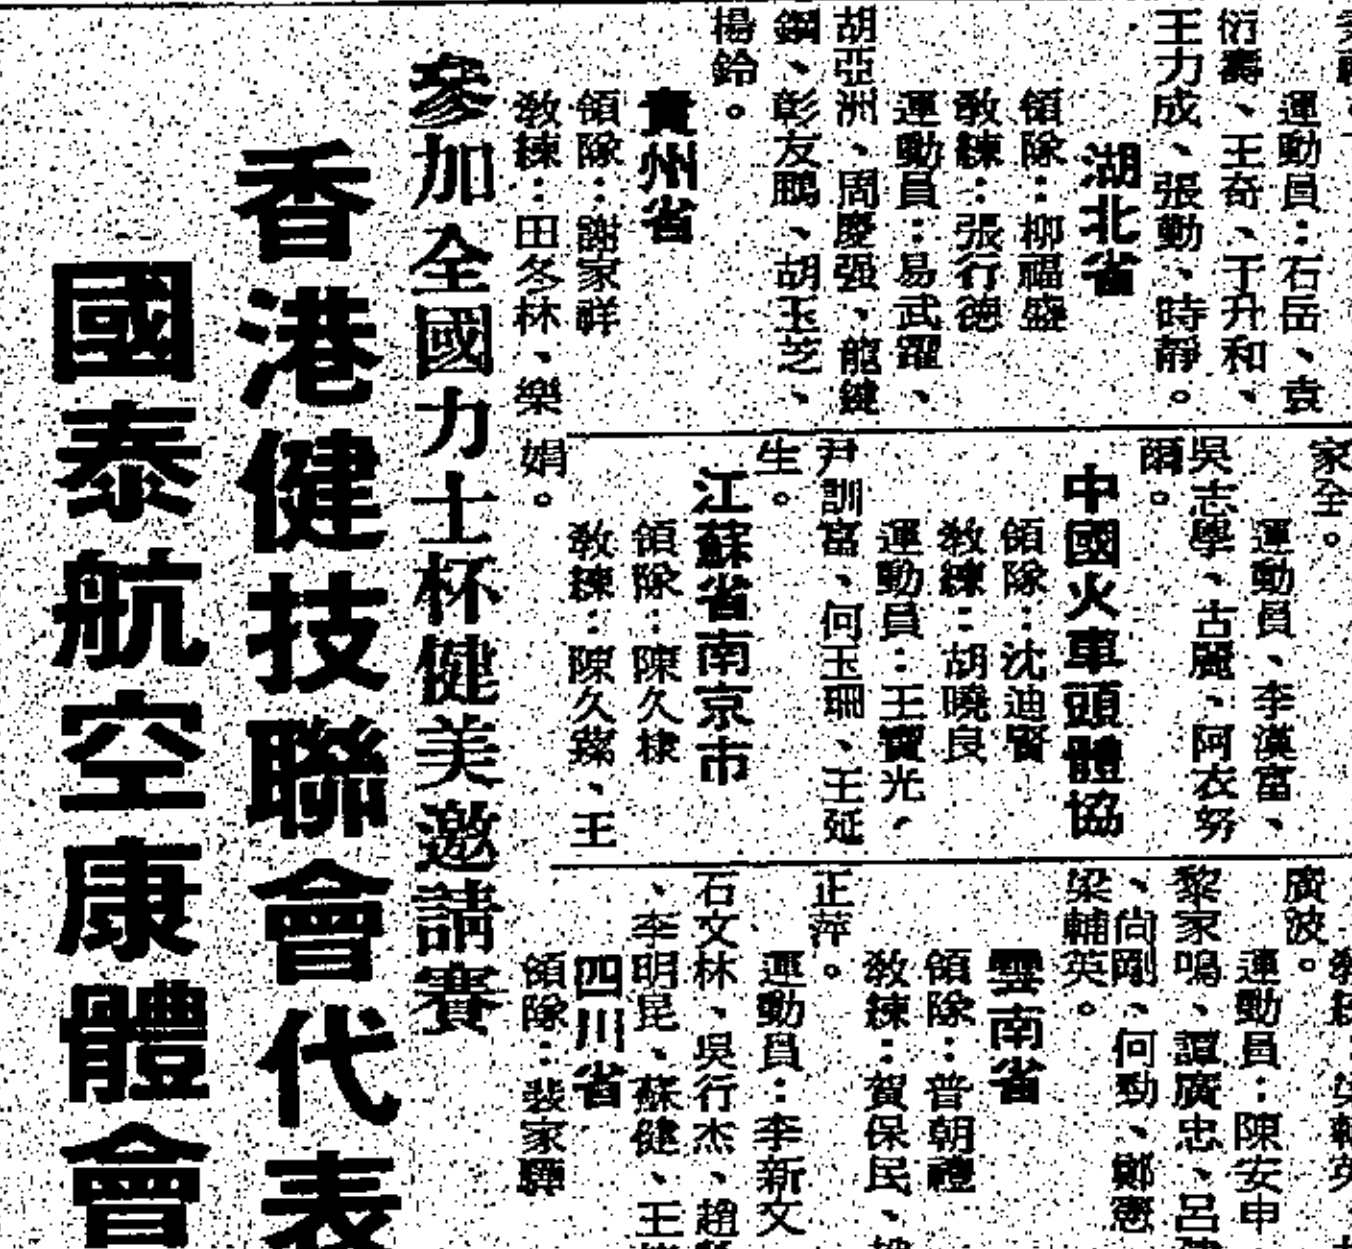 運動員：石岳、袁
衍壽、王奇、于升和、
王力成、張勳、時靜。
湖北省
領隊：柳福盛
教練：張行德
運動員：易武躍、
胡亞洲、周慶强、龍鍵
鋼、彰友鵬、胡玉芝、
楊鈴。
貴州省
領隊：謝家祥
教練：田冬林、樂
家全。
運動員、李漢富、
吳志學、古麗、阿衣努
爾。
中國火車頭體協
領隊：沈迪賢
教練：胡曉良
運動員：王寶光、
尹訓富、何玉珊、王延
生。
江蘇省南京市
領隊：陳久棣
教練：陳久燦、王
娟。
廣波。
運動員：陳安申
黎家鳴、譚廣忠、呂
、尚剛、何勁、鄭憲
梁輔英。
雲南省
領隊：普朝禮
教練：賀保民、
正萍。
運動員：李新文
石文林、吳行杰、趙
、李明昆、蘇健、王
四川省
領隊：裴家驊
參加全國力士杯健美邀請賽
香港健技聯會代表
國泰航空康體會